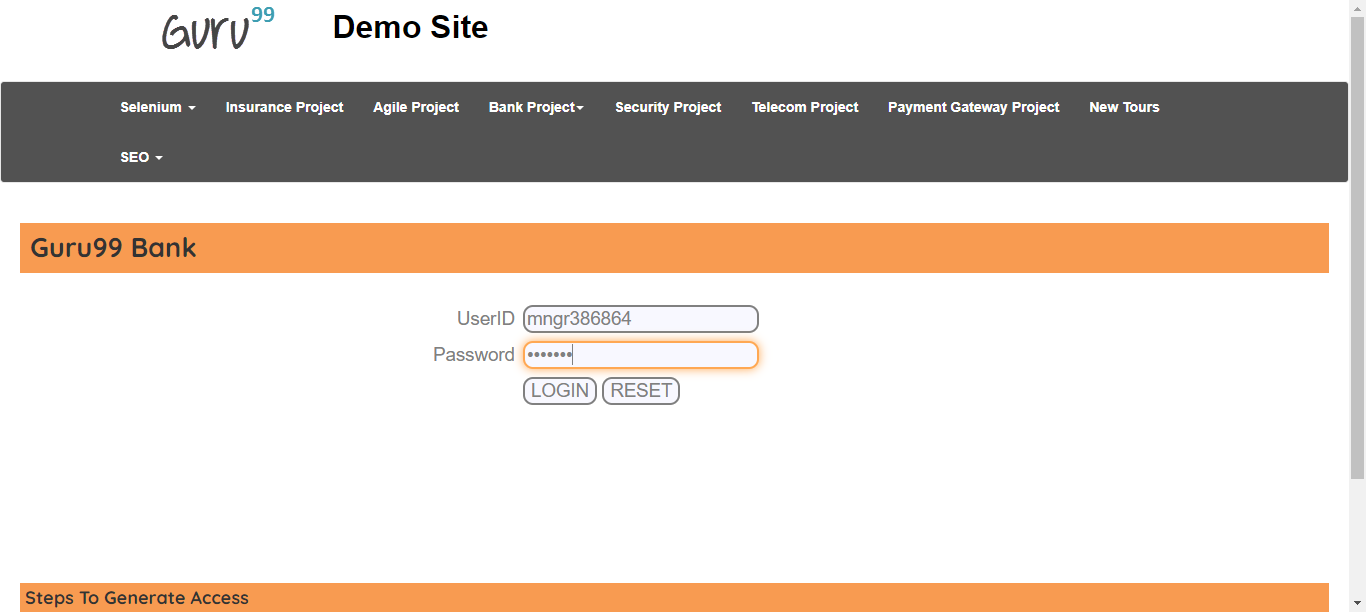 Guru99 Demo Site
Selenium Insurance Project Agile Project Bank Project Security Project Telecom Project Payment Gateway Project New Tours
SEO
Guru99 Bank
UserID mngr386864
Password •••••••
LOGIN RESET
Steps To Generate Access